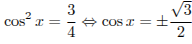 cos² x = 3/4 ⇔ cos x = ± √3/2